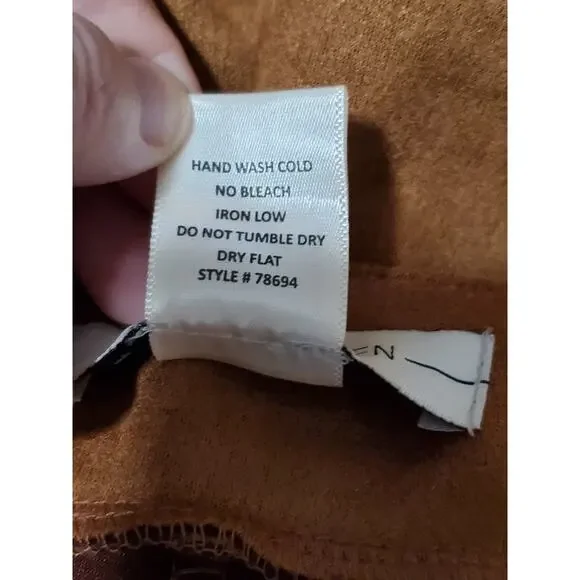 HAND WASH COLD
NO BLEACH
IRON LOW
DO NOT TUMBLE DRY
DRY FLAT
STYLE # 78694